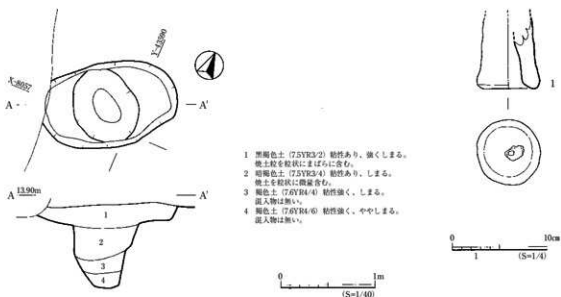 Y-43590
X-8057
A
A'
1
A 13.90m
A'
1
2
3
4
1 黒褐色土 (7.5YR3/2) 粘性あり、強くしまる。
焼土粒を粒状にまばらに含む。
2 暗褐色土 (7.5YR3/4) 粘性あり、しまる。
焼土を粒状に微量含む。
3 褐色土 (7.6YR4/4) 粘性強く、しまる。
混入物は無い。
4 褐色土 (7.6YR4/6) 粘性強く、ややしまる。
混入物は無い。
0 1m
(S=1/40)
0 10cm
1 (S=1/4)